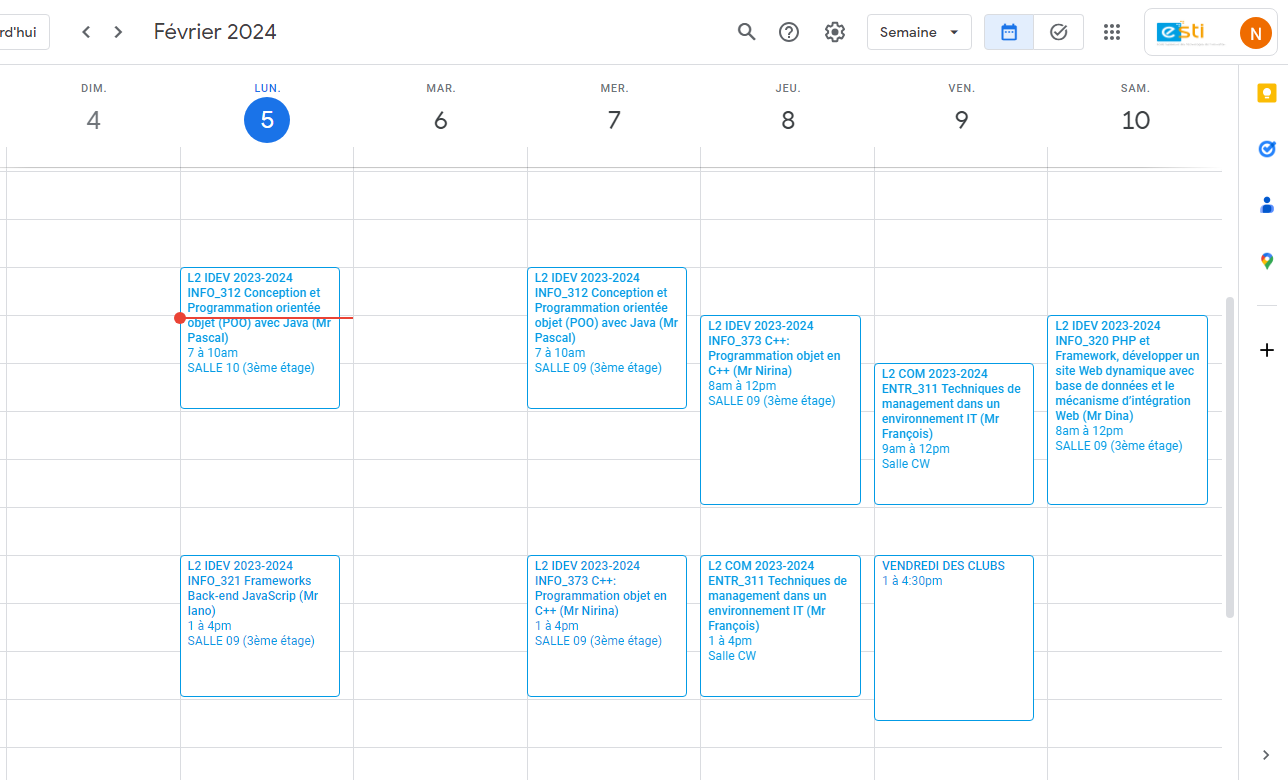 rd'hui
Février 2024
Semaine
esti
N
DIM.
4
LUN.
5
MAR.
6
MER.
7
JEU.
8
VEN.
9
SAM.
10
L2 IDEV 2023-2024
INFO_312 Conception et
Programmation orientée
objet (POO) avec Java (Mr
Pascal)
7 à 10am
SALLE 10 (3ème étage)
L2 IDEV 2023-2024
INFO_321 Frameworks
Back-end JavaScrip (Mr
Iano)
1 à 4pm
SALLE 09 (3ème étage)
L2 IDEV 2023-2024
INFO_312 Conception et
Programmation orientée
objet (POO) avec Java (Mr
Pascal)
7 à 10am
SALLE 09 (3ème étage)
L2 IDEV 2023-2024
INFO_373 C++:
Programmation objet en
C++ (Mr Nirina)
1 à 4pm
SALLE 09 (3ème étage)
L2 IDEV 2023-2024
INFO_373 C++:
Programmation objet en
C++ (Mr Nirina)
8am à 12pm
SALLE 09 (3ème étage)
L2 COM 2023-2024
ENTR_311 Techniques de
management dans un
environnement IT (Mr
François)
1 à 4pm
Salle CW
L2 COM 2023-2024
ENTR_311 Techniques de
management dans un
environnement IT (Mr
François)
9am à 12pm
Salle CW
VENDREDI DES CLUBS
1 à 4:30pm
L2 IDEV 2023-2024
INFO_320 PHP et
Framework, développer un
site Web dynamique avec
base de données et le
mécanisme d'intégration
Web (Mr Dina)
8am à 12pm
SALLE 09 (3ème étage)